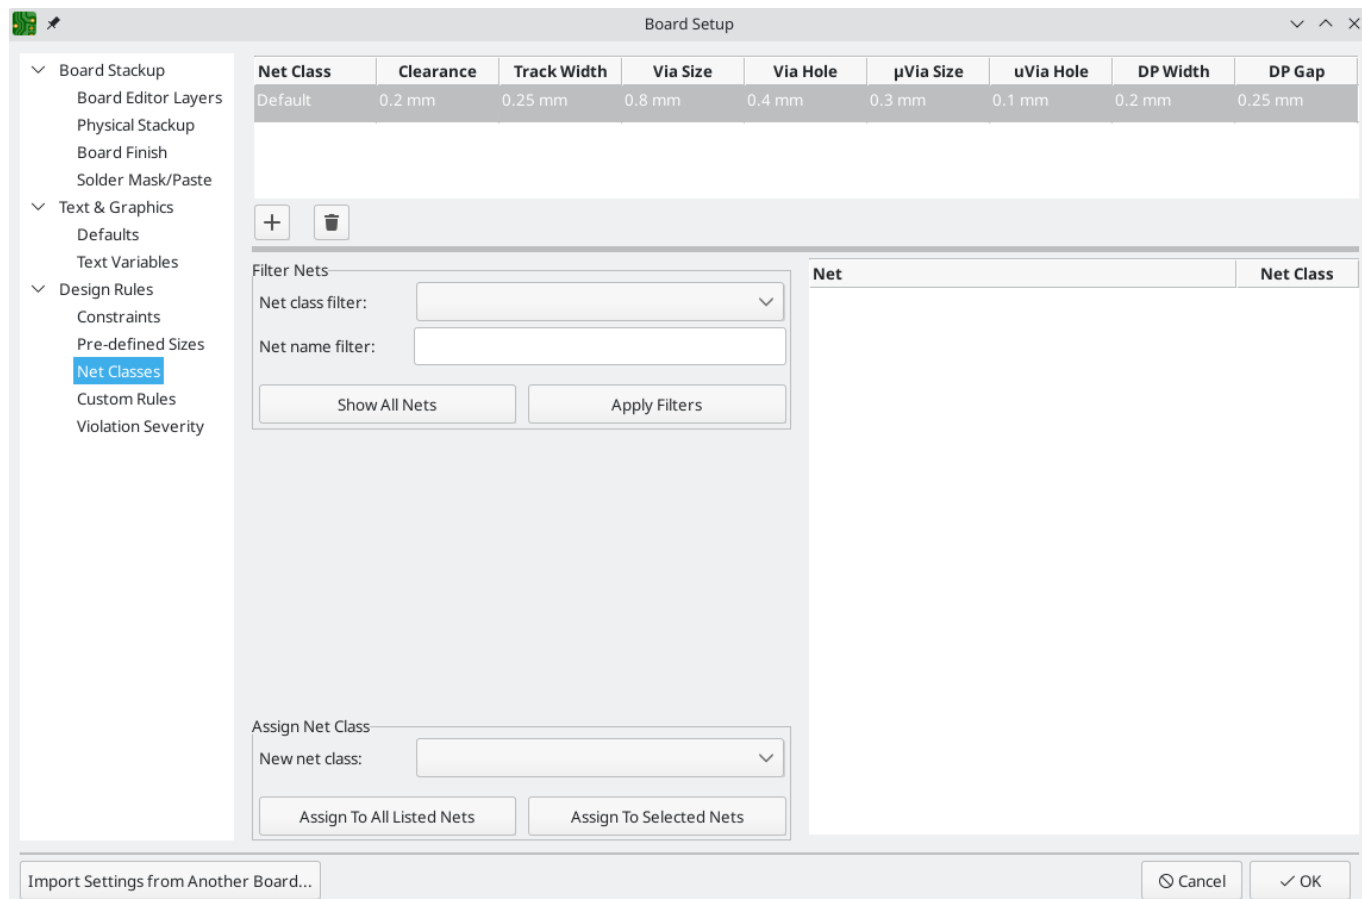 Board Setup
Board Stackup
Board Editor Layers
Physical Stackup
Board Finish
Solder Mask/Paste
Text & Graphics
Defaults
Text Variables
Design Rules
Constraints
Pre-defined Sizes
Net Classes
Custom Rules
Violation Severity
Net Class Clearance Track Width Via Size Via Hole µVia Size uVia Hole DP Width DP Gap
Default 0.2 mm 0.25 mm 0.8 mm 0.4 mm 0.3 mm 0.1 mm 0.2 mm 0.25 mm
Filter Nets
Net class filter:
Net name filter:
Show All Nets Apply Filters
Net Net Class
Assign Net Class
New net class:
Assign To All Listed Nets Assign To Selected Nets
Import Settings from Another Board... Cancel OK